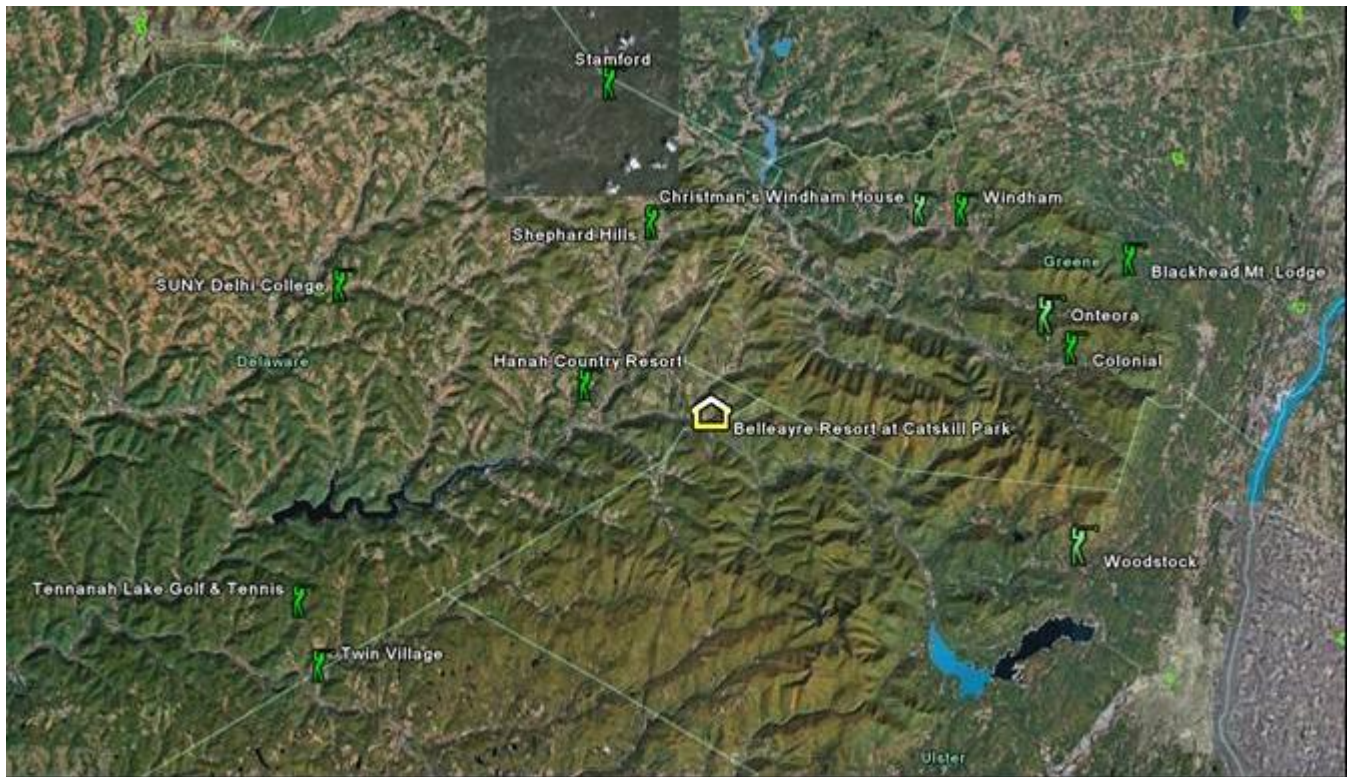 Stamford
Christman's Windham House
Windham
Shephard Hills
Greene
Blackhead Mt. Lodge
SUNY Delhi College
Onteora
Delaware
Hanah Country Resort
Colonial
Belleayre Resort at Catskill Park
Woodstock
Tennanah Lake Golf & Tennis
Twin Village
Ulster